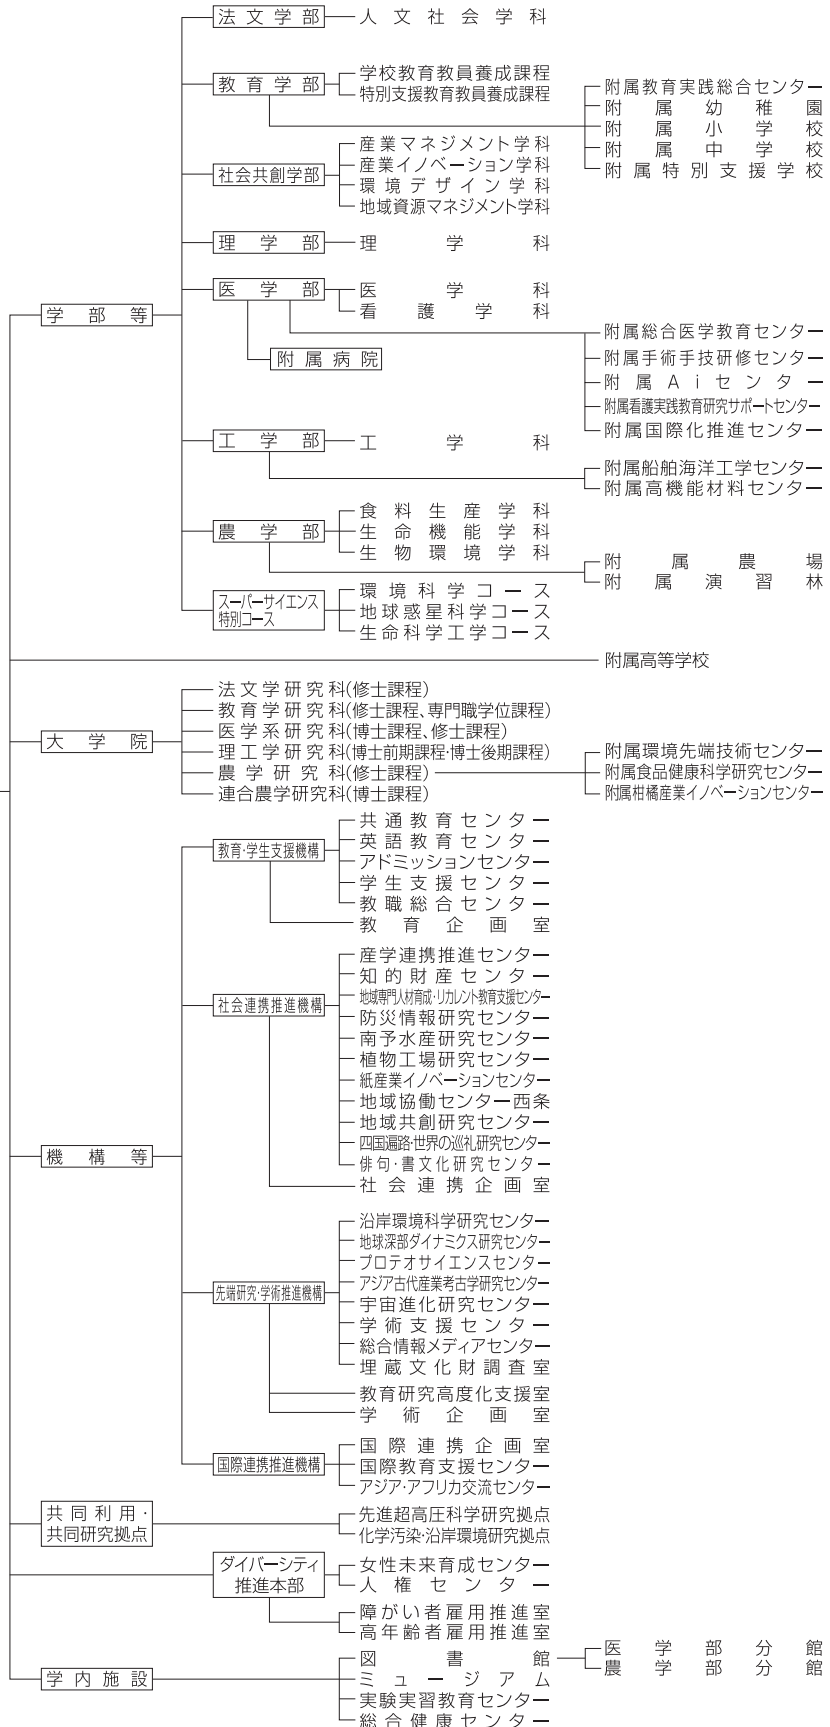 法文学部
人文社会学科
教育学部
学校教育教員養成課程
特別支援教育教員養成課程
附属教育実践総合センター
附属幼稚園
附属小学校
附属中学校
附属特別支援学校
社会共創学部
産業マネジメント学科
産業イノベーション学科
環境デザイン学科
地域資源マネジメント学科
理学部
理学科
学部等
医学部
医学科
看護学科
附属病院
附属総合医学教育センター
附属手術手技研修センター
附属Aiセンター
附属看護実践教育研究サポートセンター
附属国際化推進センター
工学部
工学科
附属船舶海洋工学センター
附属高機能材料センター
農学部
食料生産学科
生命機能学科
生物環境学科
附属農場
附属演習林
スーパーサイエンス
特別コース
環境科学コース
地球惑星科学コース
生命科学工学コース
附属高等学校
大学院
法文学研究科(修士課程)
教育学研究科(修士課程、専門職学位課程)
医学系研究科(博士課程、修士課程)
理工学研究科(博士前期課程・博士後期課程)
農学研究科(修士課程)
連合農学研究科(博士課程)
附属環境先端技術センター
附属食品健康科学研究センター
附属柑橘産業イノベーションセンター
機構等
教育・学生支援機構
共通教育センター
英語教育センター
アドミッションセンター
学生支援センター
教職総合センター
教育企画室
社会連携推進機構
産学連携推進センター
知的財産センター
地域専門人材育成・リカレント教育支援センター
防災情報研究センター
南予水産研究センター
植物工場研究センター
紙産業イノベーションセンター
地域協働センター西条
地域共創研究センター
四国遍路・世界の巡礼研究センター
俳句・書文化研究センター
社会連携企画室
先端研究・学術推進機構
沿岸環境科学研究センター
地球深部ダイナミクス研究センター
プロテオサイエンスセンター
アジア古代産業考古学研究センター
宇宙進化研究センター
学術支援センター
総合情報メディアセンター
埋蔵文化財調査室
教育研究高度化支援室
学術企画室
国際連携推進機構
国際連携企画室
国際教育支援センター
アジア・アフリカ交流センター
共同利用・
共同研究拠点
先進超高圧科学研究拠点
化学汚染・沿岸環境研究拠点
ダイバーシティ
推進本部
女性未来育成センター
人権センター
障がい者雇用推進室
高年齢者雇用推進室
学内施設
図書館
医学部分館
農学部分館
ミュージアム
実験実習教育センター
総合健康センター